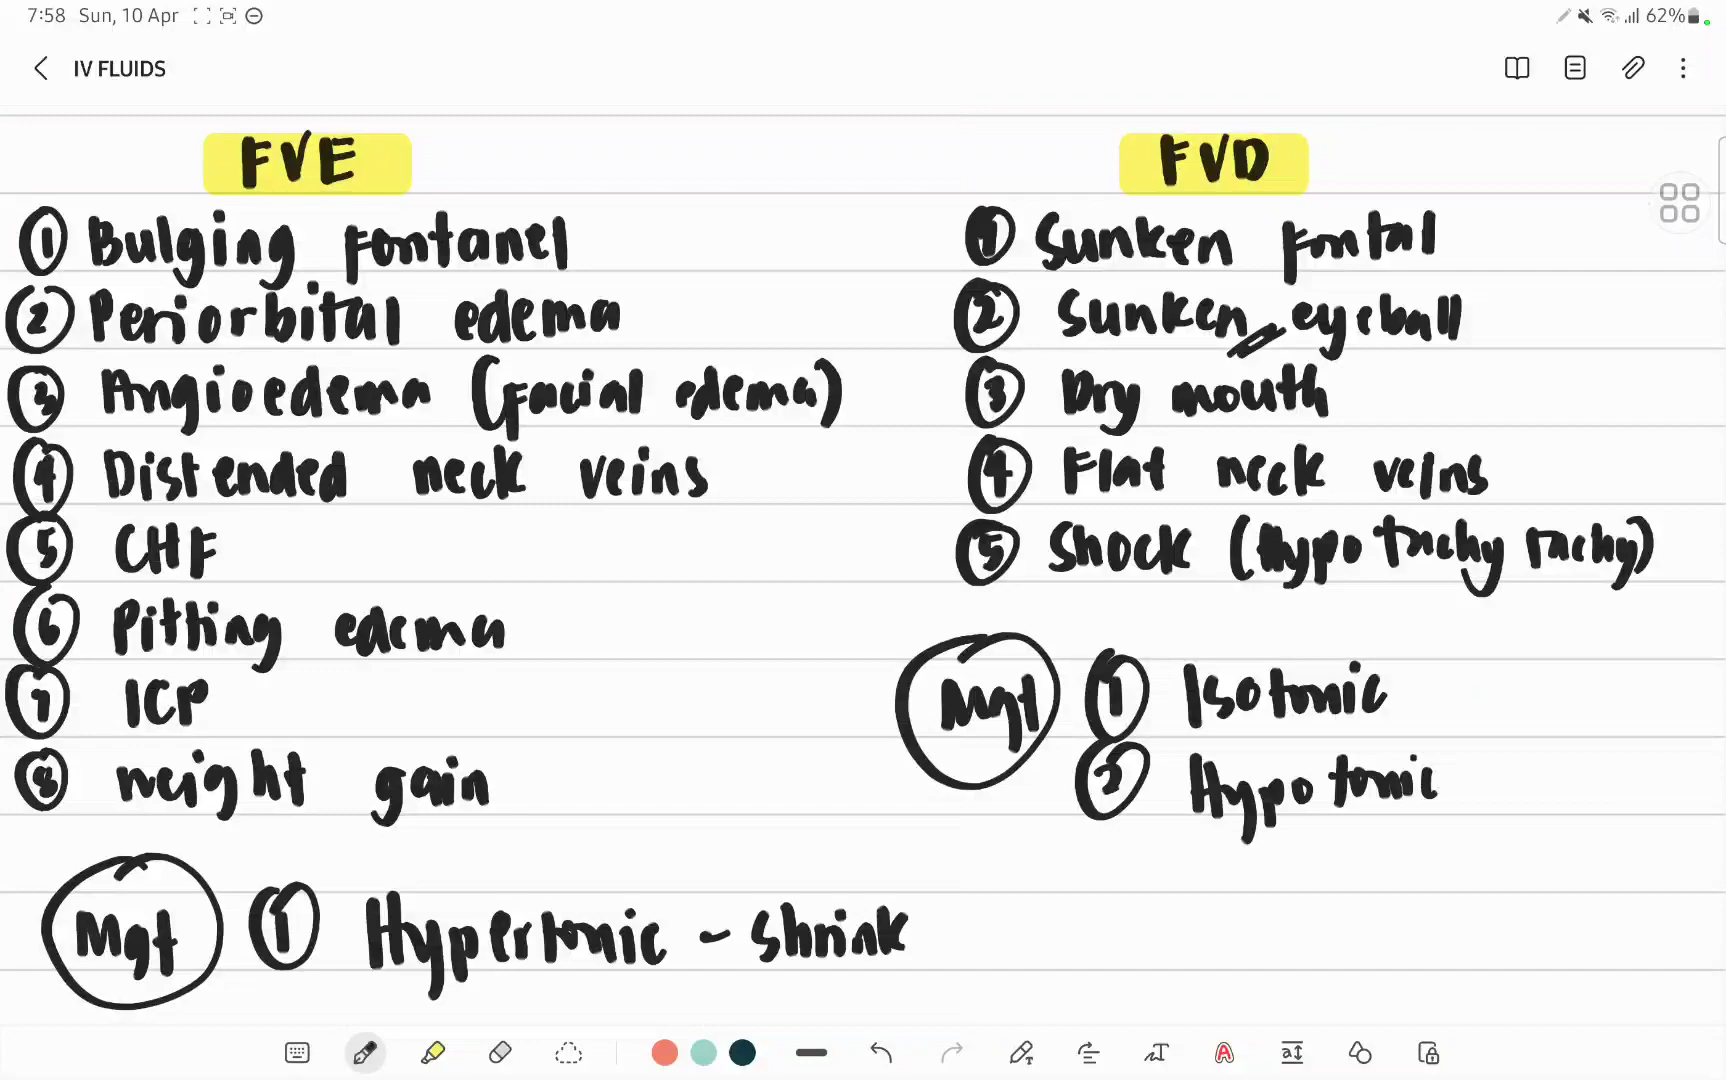 7:58 Sun, 10 Apr
62%
IV FLUIDS
FVE
① Bulging Fontanel
② Periorbital edema
③ Angioedema (facial edema)
④ Distended neck veins
⑤ CHF
⑥ Pitting edema
⑦ ICP
⑧ weight gain
Mgt ① Hypertonic - shrink
FVD
① Sunken Fontal
② Sunken eyeball
③ Dry mouth
④ Flat neck veins
⑤ Shock (Hypo tachy tachy)
Mgt ① Isotonic
② Hypotonic